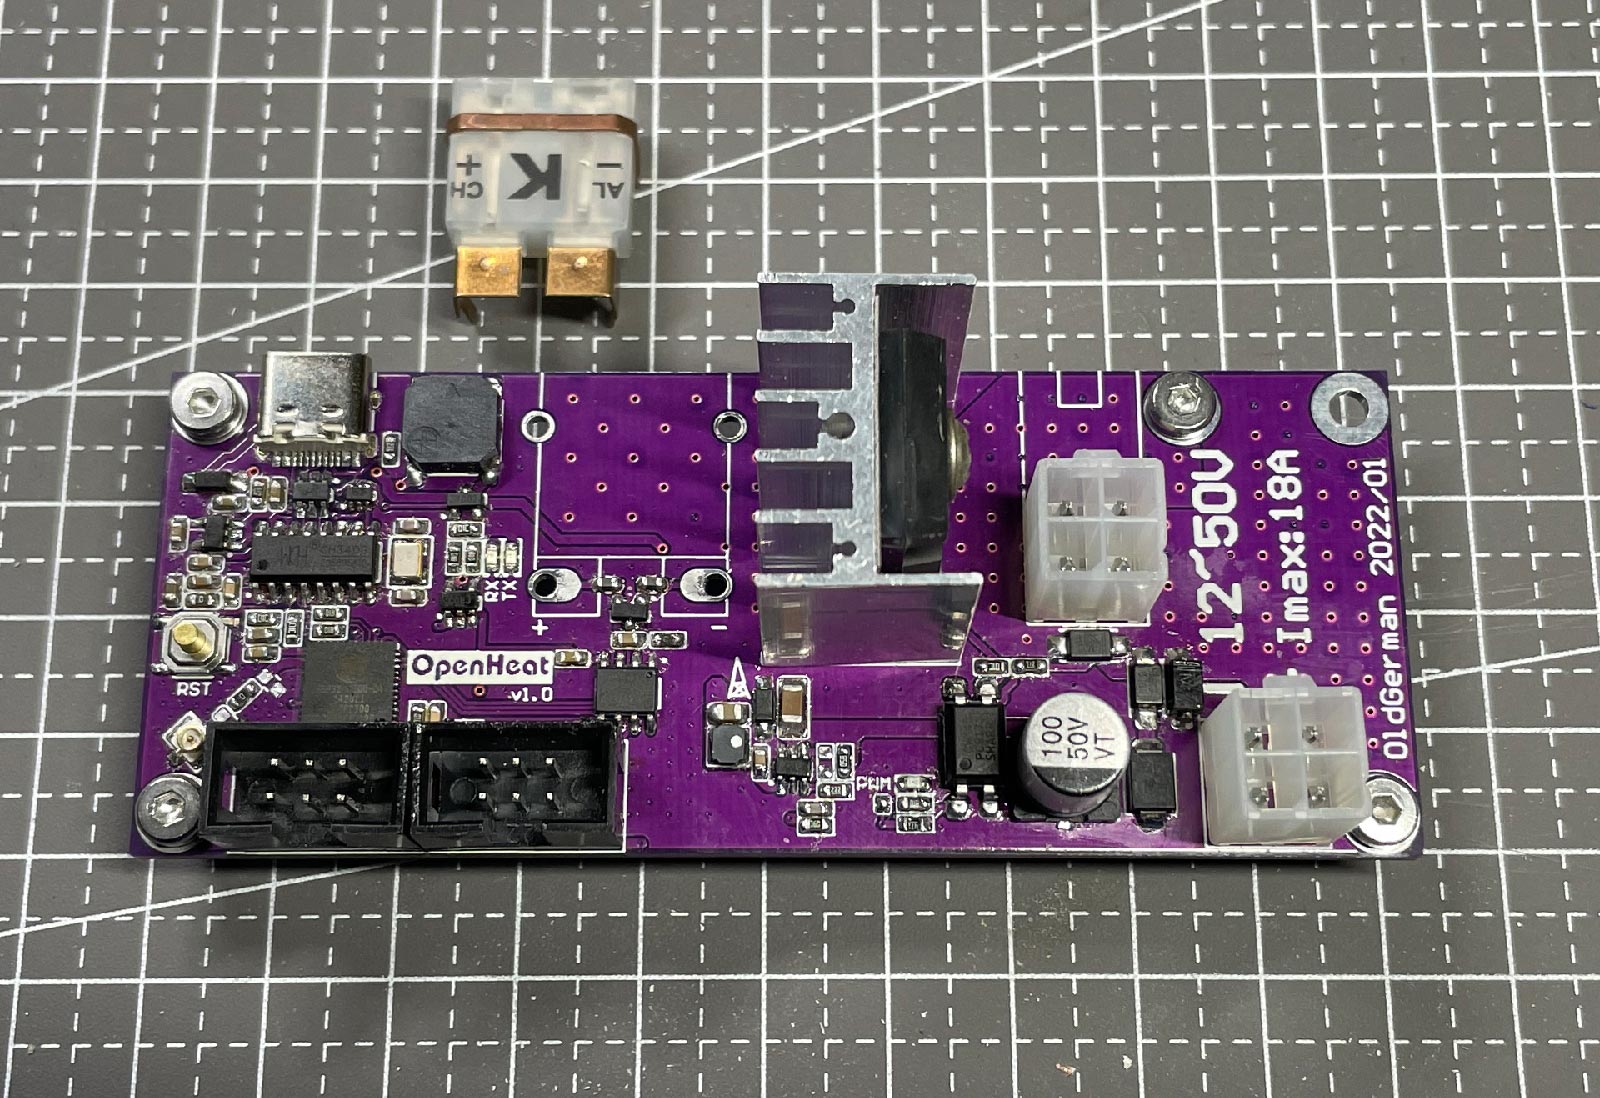 CH
+
K
AL
−
12~50V
Imax:18A
OldGerman 2022/01
RX
TX
+
−
RST
OpenHeat
v1.0
PWM
100
50V
VT